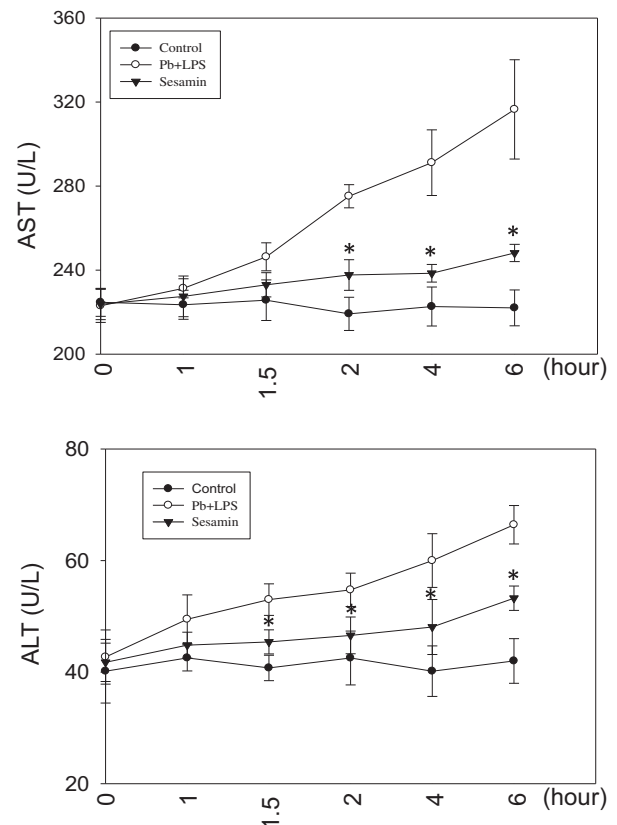 360
320
280
240
200
AST (U/L)
Control
Pb+LPS
Sesamin
*
*
*
0 1 1.5 2 4 6 (hour)
80
60
40
20
ALT (U/L)
Control
Pb+LPS
Sesamin
*
*
*
*
0 1 1.5 2 4 6 (hour)